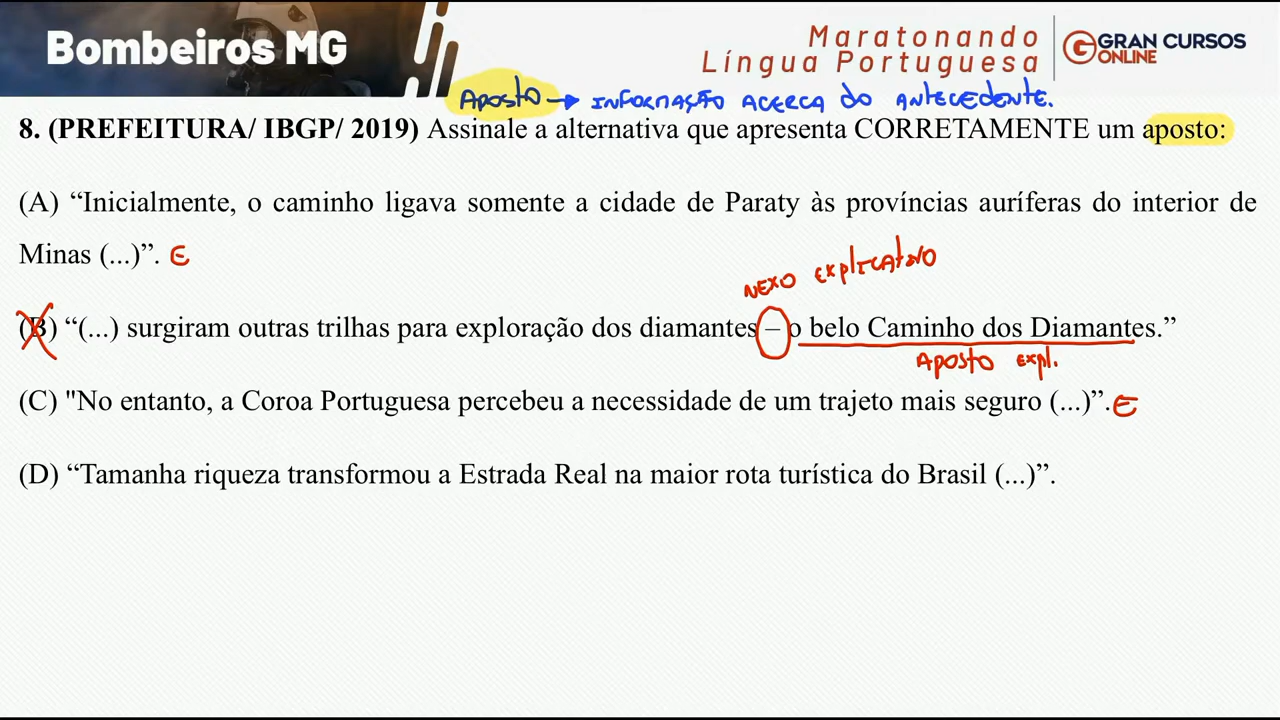 Bombeiros MG
Maratonando
Língua Portuguesa
GRAN CURSOS
ONLINE
APOSTO → INFORMAÇÃO ACERCA do ANTECEDENTE.
8. (PREFEITURA/ IBGP/ 2019) Assinale a alternativa que apresenta CORRETAMENTE um aposto:
(A) “Inicialmente, o caminho ligava somente a cidade de Paraty às províncias auríferas do interior de
Minas (...)”. E
NEXO EXPLICATIVO
(B) “(...) surgiram outras trilhas para exploração dos diamantes – o belo Caminho dos Diamantes.”
APOSTO EXPL.
(C) "No entanto, a Coroa Portuguesa percebeu a necessidade de um trajeto mais seguro (...)”. E
(D) “Tamanha riqueza transformou a Estrada Real na maior rota turística do Brasil (...)”.